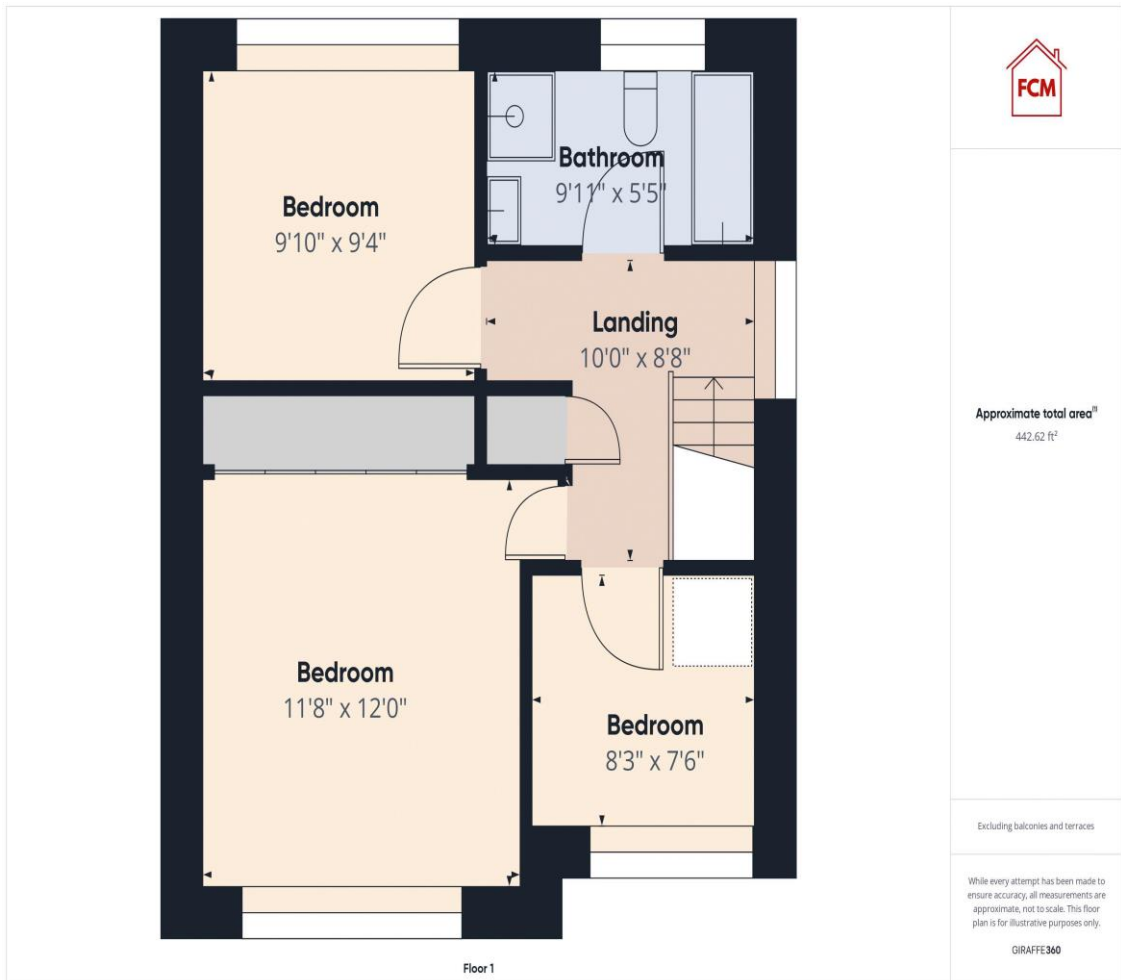 FCM
Bedroom
9'10" x 9'4"
Bathroom
9'11" x 5'5"
Landing
10'0" x 8'8"
Bedroom
11'8" x 12'0"
Bedroom
8'3" x 7'6"
Floor 1
Approximate total area⁽¹⁾
442.62 ft²
Excluding balconies and terraces
While every attempt has been made to
ensure accuracy, all measurements are
approximate, not to scale. This floor
plan is for illustrative purposes only.
GIRAFFE360